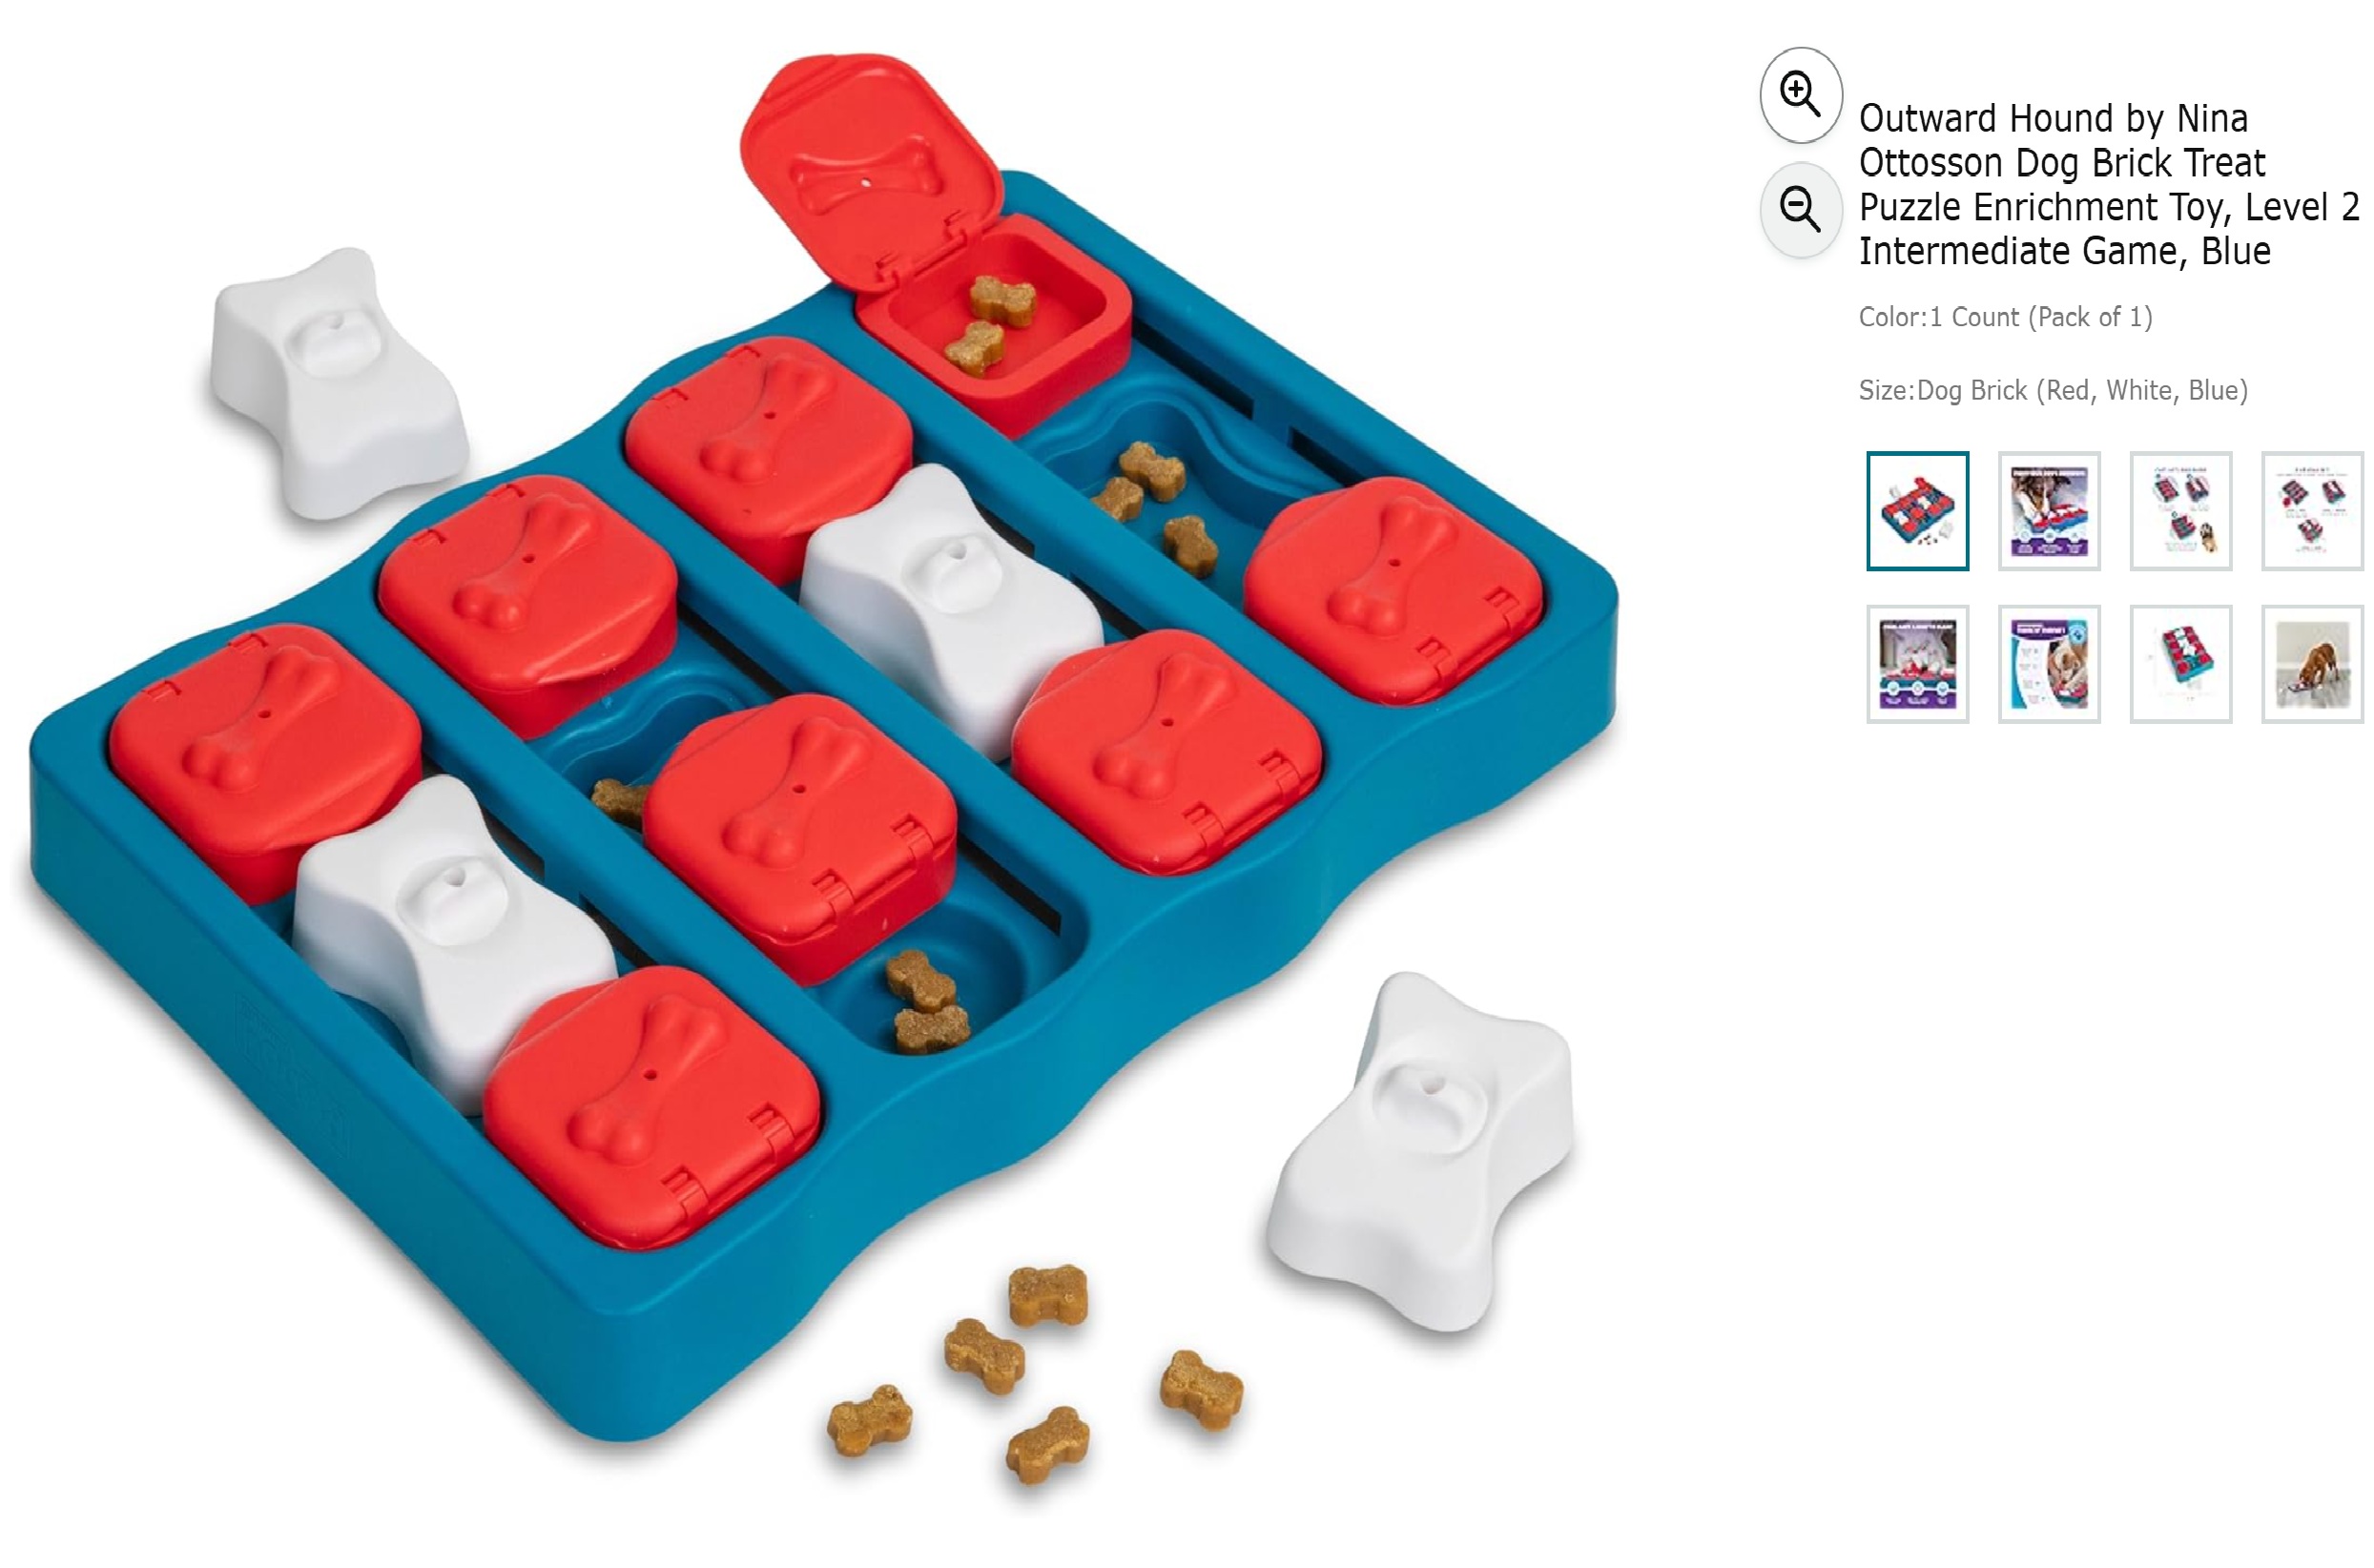 Outward Hound by Nina
Ottosson Dog Brick Treat
Puzzle Enrichment Toy, Level 2
Intermediate Game, Blue
Color:1 Count (Pack of 1)
Size:Dog Brick (Red, White, Blue)